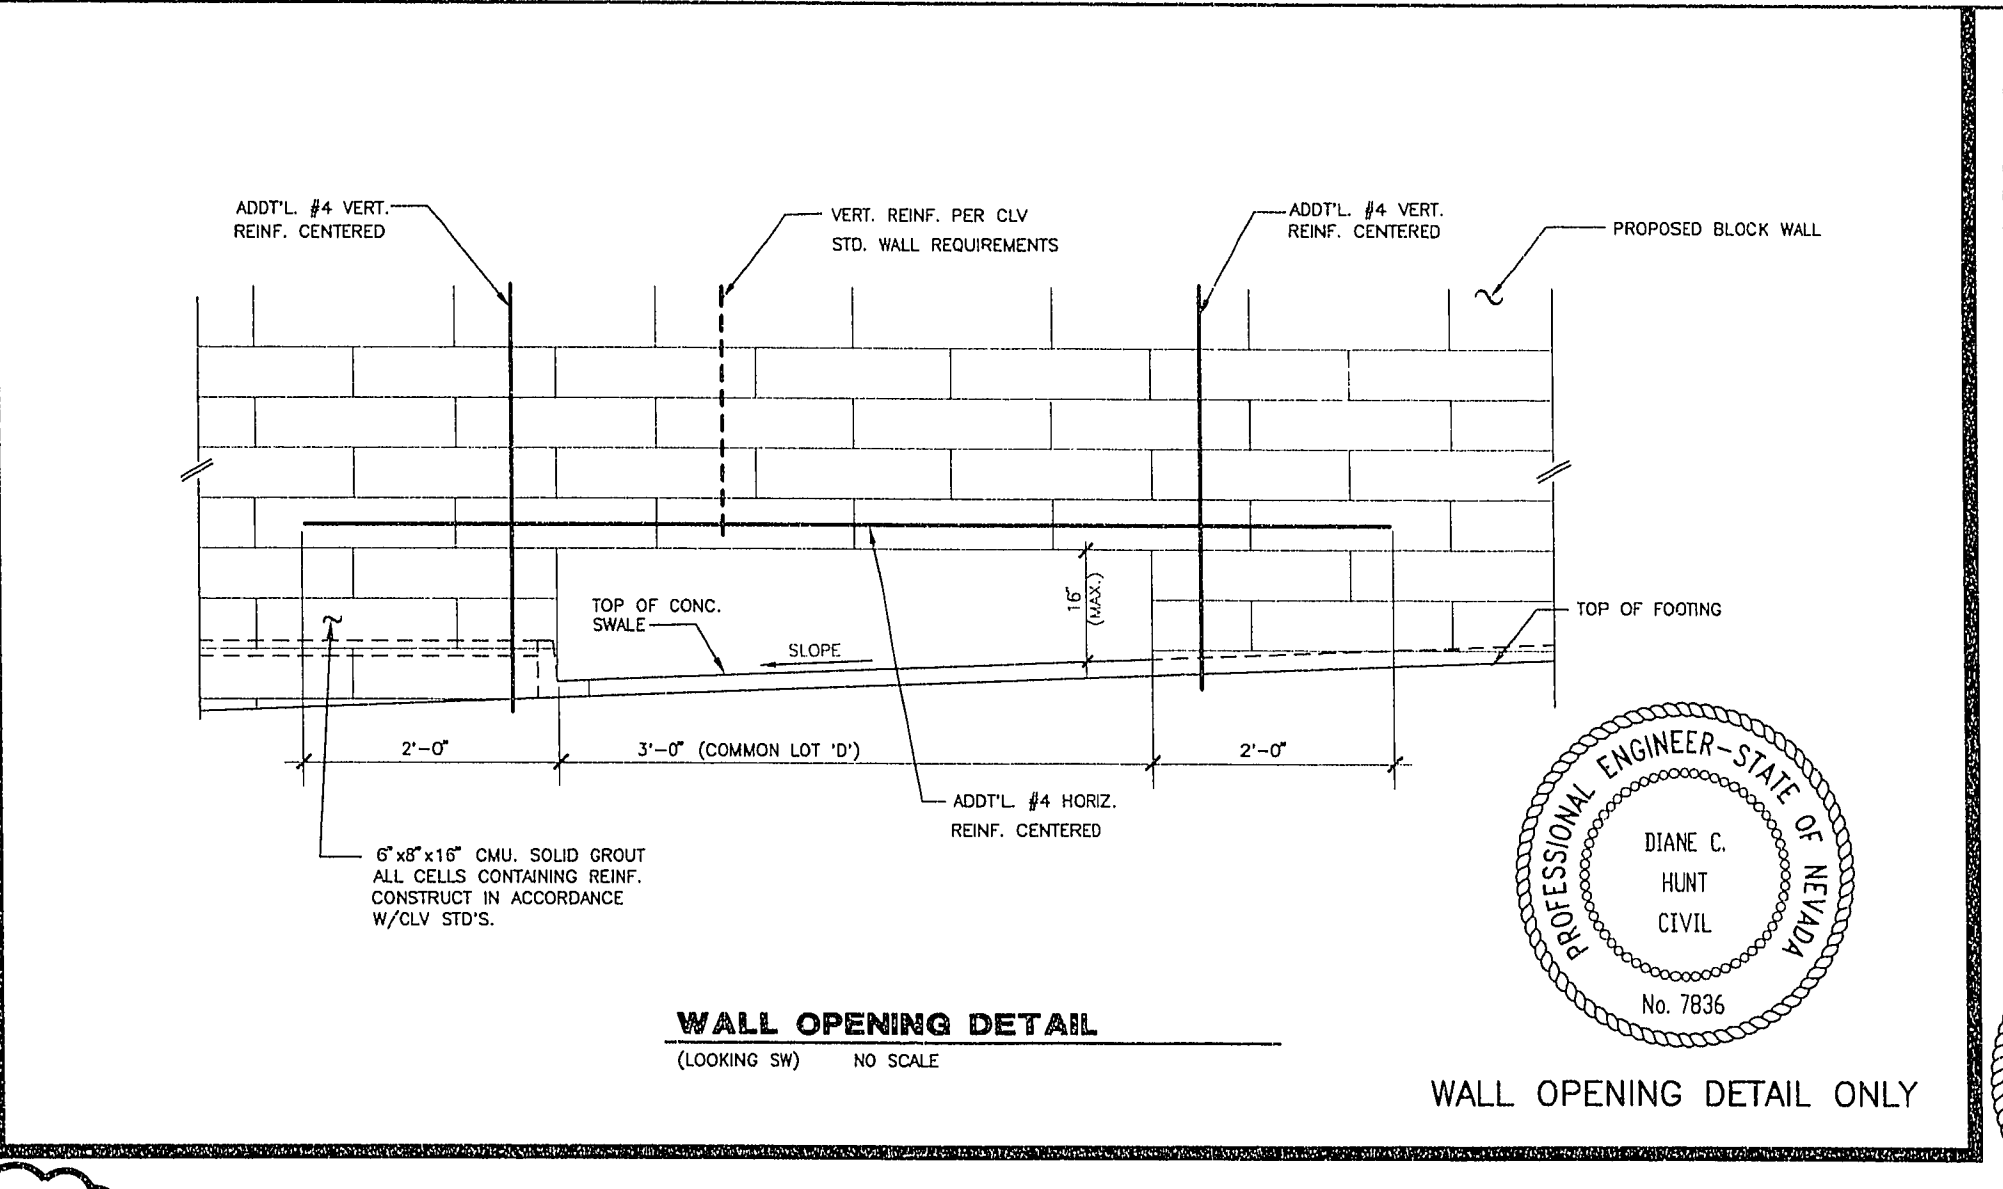 ADDT'L. #4 VERT.
REINF. CENTERED
VERT. REINF. PER CLV
STD. WALL REQUIREMENTS
ADDT'L. #4 VERT.
REINF. CENTERED
PROPOSED BLOCK WALL
TOP OF CONC.
SWALE
SLOPE
16"
(MAX.)
TOP OF FOOTING
2'-0"
3'-0" (COMMON LOT 'D')
2'-0"
ADDT'L. #4 HORIZ.
REINF. CENTERED
6"x8"x16" CMU. SOLID GROUT
ALL CELLS CONTAINING REINF.
CONSTRUCT IN ACCORDANCE
W/CLV STD'S.
PROFESSIONAL ENGINEER-STATE OF NEVADA
DIANE C.
HUNT
CIVIL
No. 7836
WALL OPENING DETAIL
(LOOKING SW) NO SCALE
WALL OPENING DETAIL ONLY